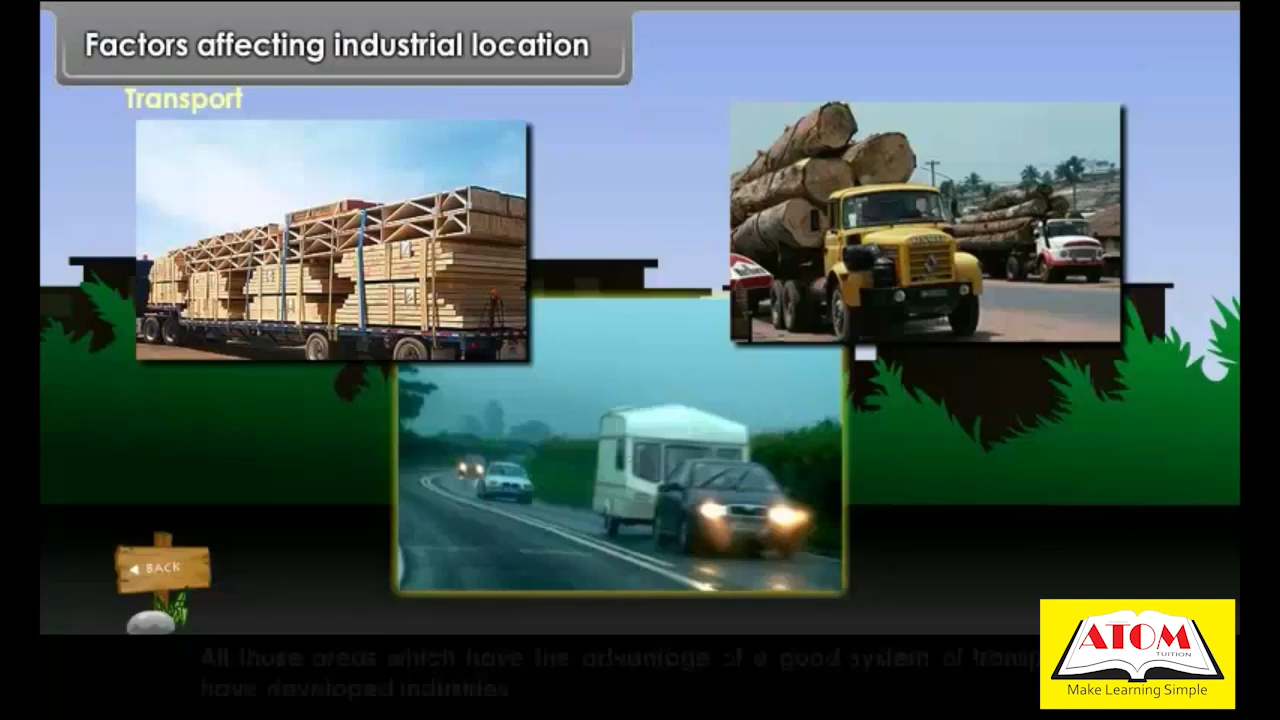 Factors affecting industrial location
Transport
BACK
All those areas which have the advantage of a good system of
have developed industries
ATOM
TUITION
Make Learning Simple